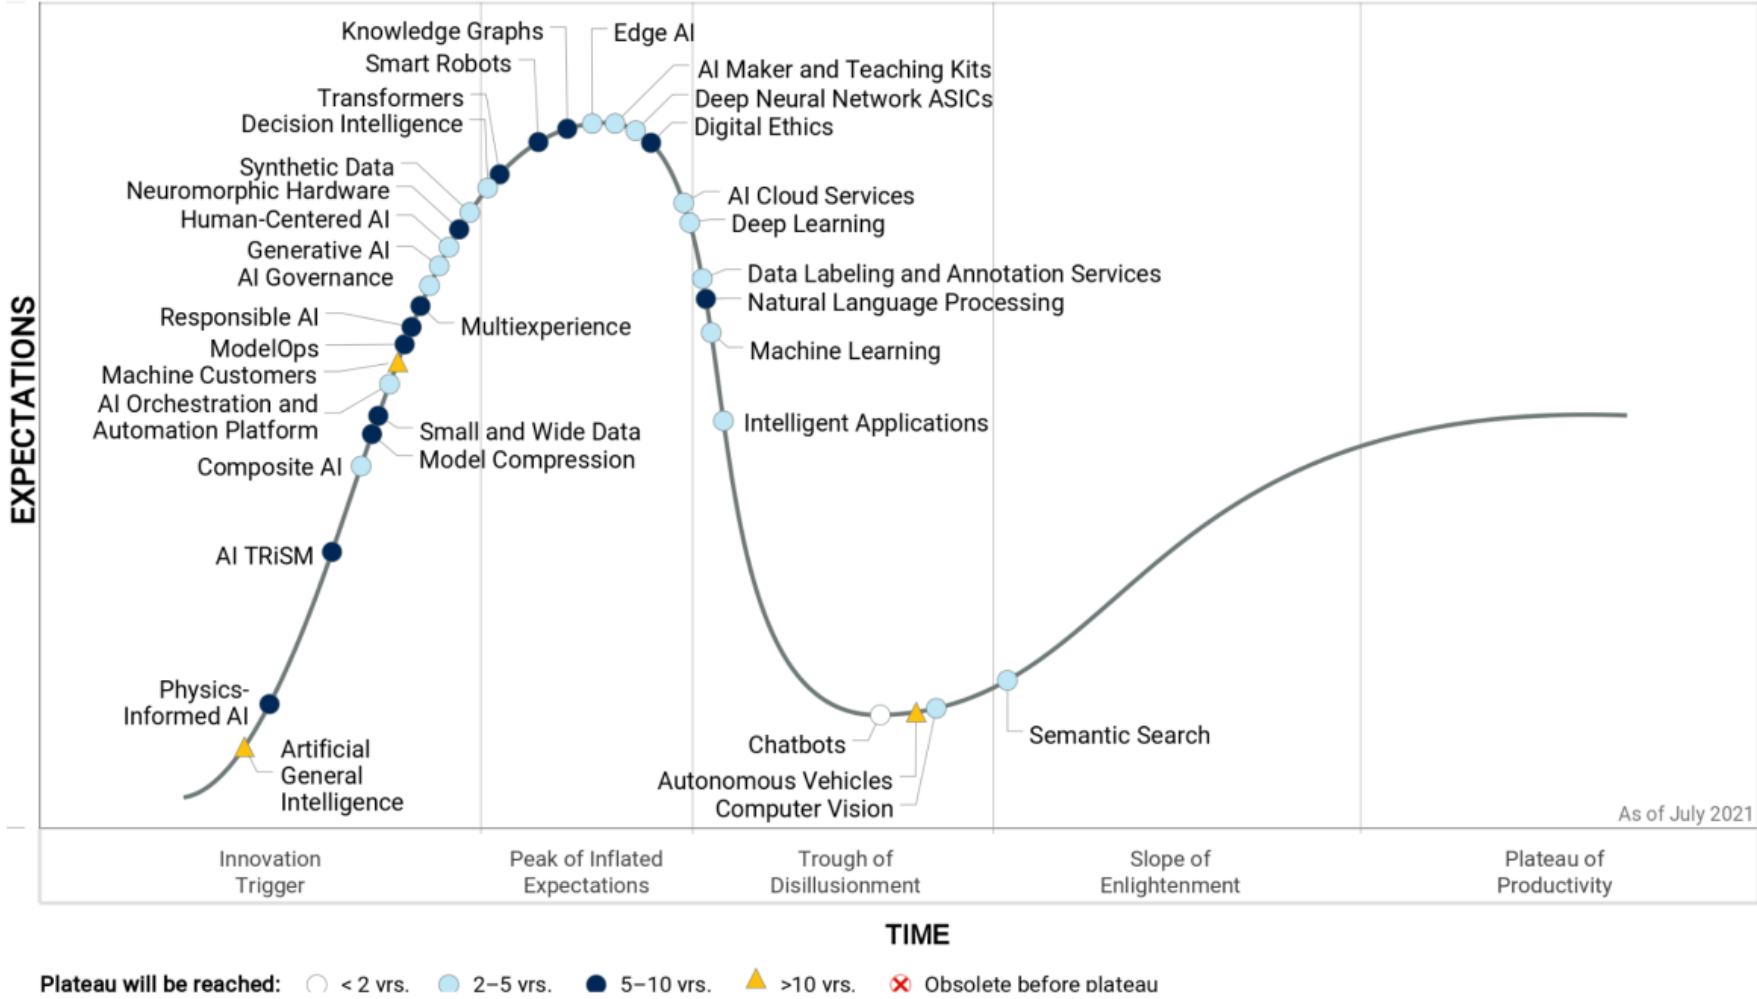 Knowledge Graphs
Edge AI
Smart Robots
AI Maker and Teaching Kits
Transformers
Deep Neural Network ASICs
Decision Intelligence
Digital Ethics
Synthetic Data
Neuromorphic Hardware
AI Cloud Services
Human-Centered AI
Deep Learning
Generative AI
AI Governance
Data Labeling and Annotation Services
Natural Language Processing
Responsible AI
Multiexperience
ModelOps
Machine Learning
Machine Customers
AI Orchestration and
Automation Platform
Intelligent Applications
Small and Wide Data
Model Compression
Composite AI
AI TRiSM
Physics-
Informed AI
Artificial
General
Intelligence
Chatbots
Semantic Search
Autonomous Vehicles
Computer Vision
EXPECTATIONS
As of July 2021
Innovation
Trigger
Peak of Inflated
Expectations
Trough of
Disillusionment
Slope of
Enlightenment
Plateau of
Productivity
TIME
Plateau will be reached: < 2 yrs. 2–5 yrs. 5–10 yrs. >10 yrs. Obsolete before plateau